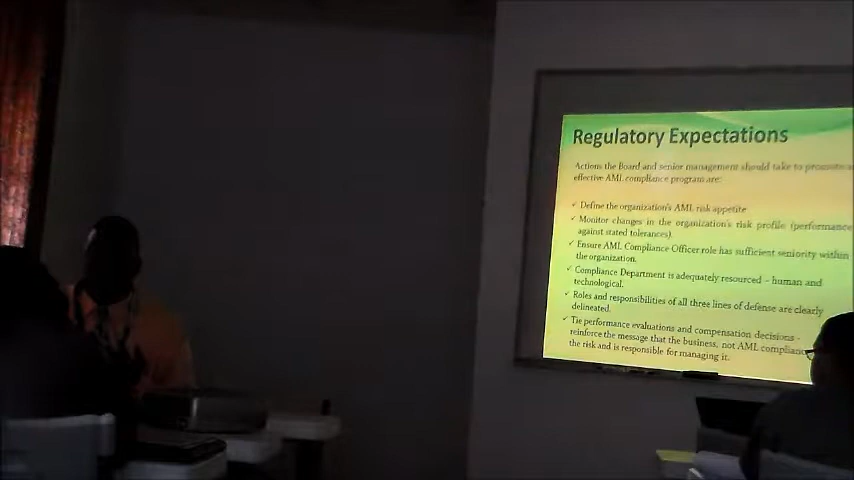 Regulatory Expectations
Actions the Board and senior management should take to promote
effective AML compliance program are:
✓ Define the organization's AML risk appetite
✓ Monitor changes in the organization's risk profile (performance
against stated tolerances).
✓ Ensure AML Compliance Officer role has sufficient seniority within
the organization.
✓ Compliance Department is adequately resourced – human and
technological.
✓ Roles and responsibilities of all three lines of defense are clearly
delineated.
✓ Tie performance evaluations and compensation decisions -
reinforce the message that the business, not AML complianc
the risk and is responsible for managing it.